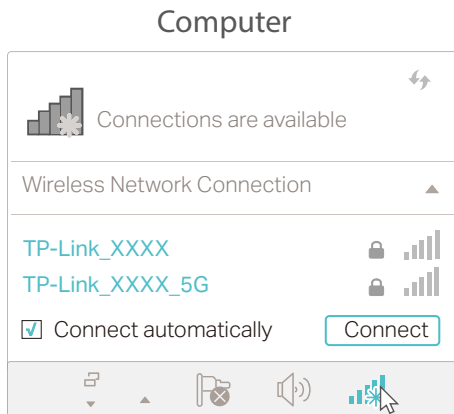 Computer
Connections are available
Wireless Network Connection
TP-Link_XXXX
TP-Link_XXXX_5G
Connect automatically Connect